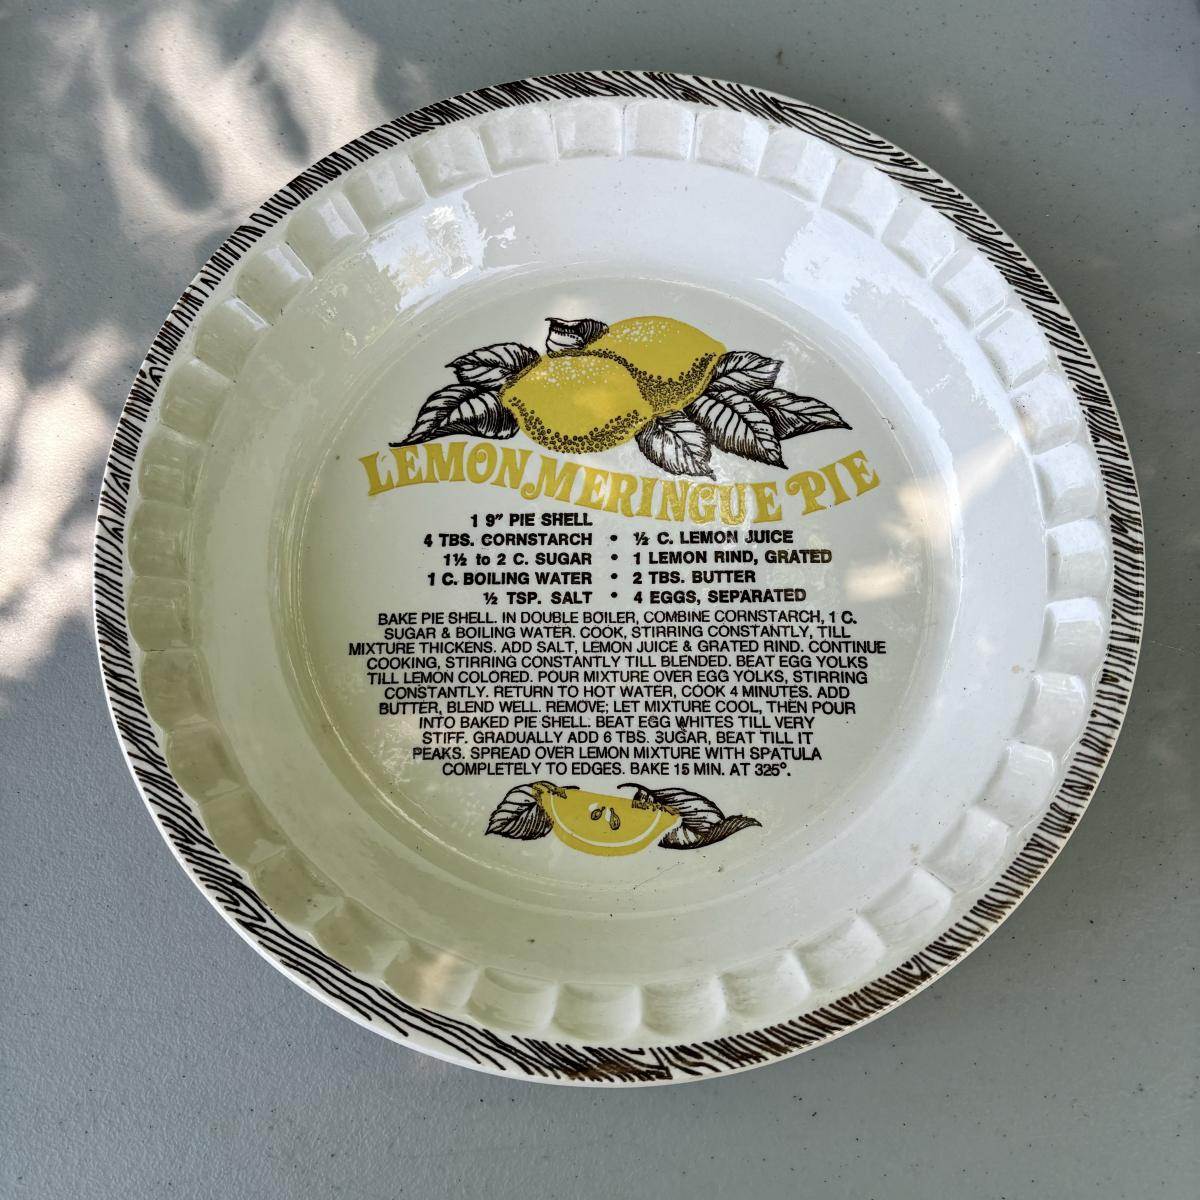 LEMON MERINGUE PIE
1 9" PIE SHELL
4 TBS. CORNSTARCH • ½ C. LEMON JUICE
1½ to 2 C. SUGAR • 1 LEMON RIND, GRATED
1 C. BOILING WATER • 2 TBS. BUTTER
½ TSP. SALT • 4 EGGS, SEPARATED
BAKE PIE SHELL. IN DOUBLE BOILER, COMBINE CORNSTARCH, 1 C.
SUGAR & BOILING WATER. COOK, STIRRING CONSTANTLY, TILL
MIXTURE THICKENS. ADD SALT, LEMON JUICE & GRATED RIND. CONTINUE
COOKING, STIRRING CONSTANTLY TILL BLENDED. BEAT EGG YOLKS
TILL LEMON COLORED. POUR MIXTURE OVER EGG YOLKS, STIRRING
CONSTANTLY. RETURN TO HOT WATER, COOK 4 MINUTES. ADD
BUTTER, BLEND WELL. REMOVE; LET MIXTURE COOL, THEN POUR
INTO BAKED PIE SHELL. BEAT EGG WHITES TILL VERY
STIFF. GRADUALLY ADD 6 TBS. SUGAR, BEAT TILL IT
PEAKS. SPREAD OVER LEMON MIXTURE WITH SPATULA
COMPLETELY TO EDGES. BAKE 15 MIN. AT 325°.